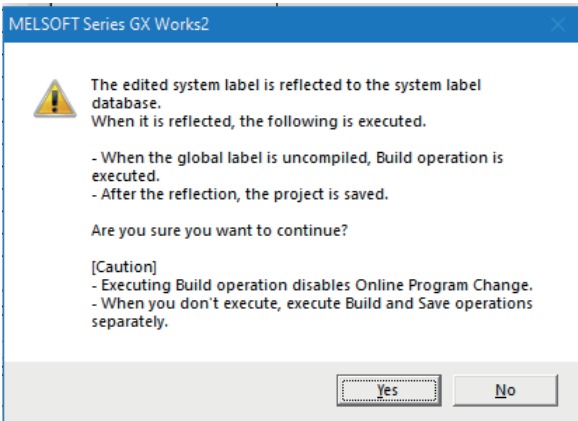 MELSOFT Series GX Works2
The edited system label is reflected to the system label
database.
When it is reflected, the following is executed.
- When the global label is uncompiled, Build operation is
executed.
- After the reflection, the project is saved.
Are you sure you want to continue?
[Caution]
- Executing Build operation disables Online Program Change.
- When you don't execute, execute Build and Save operations
separately.
Yes
No